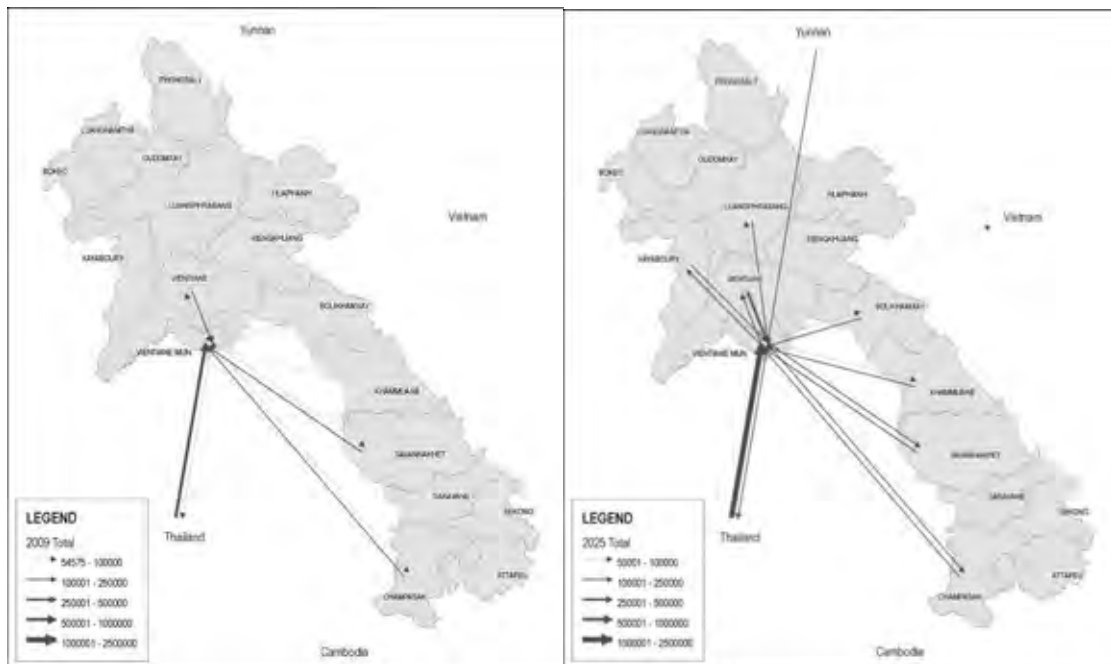 Yunnan
PHONGSALY
LUANGNAMTHA
OUDOMXAY
BOKEO
HUAPHANH
LUANGPHRABANG
Vietnam
XIENGKHUANG
XAYABOURY
VIENTIANE
BOLIKHAMXAY
VIENTIANE MUN
KHAMMUANE
SAVANNAKHET
SARAVANE
SEKONG
Thailand
ATTAPEU
CHAMPASAK
Cambodia
LEGEND
2009 Total
54575 - 100000
100001 - 250000
250001 - 500000
500001 - 1000000
1000001 - 2500000
Yunnan
PHONGSALY
LUANGNAMTHA
OUDOMXAY
BOKEO
HUAPHANH
LUANGPHRABANG
Vietnam
XIENGKHUANG
XAYABOURY
VIENTIANE
BOLIKHAMXAY
VIENTIANE MUN
KHAMMUANE
SAVANNAKHET
SARAVANE
SEKONG
Thailand
ATTAPEU
CHAMPASAK
Cambodia
LEGEND
2025 Total
50001 - 100000
100001 - 250000
250001 - 500000
500001 - 1000000
1000001 - 2500000